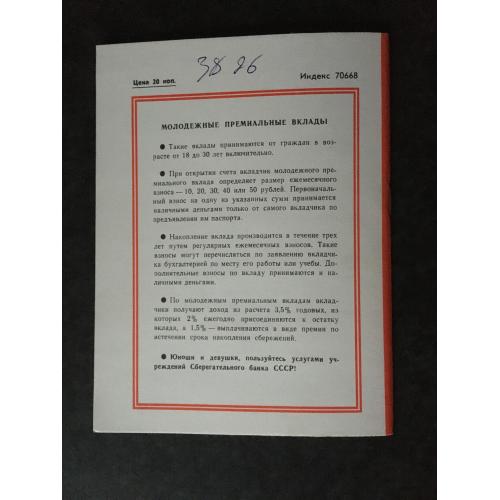 38 86
Цена 20 коп.
Индекс 70668
МОЛОДЕЖНЫЕ ПРЕМИАЛЬНЫЕ ВКЛАДЫ
● Такие вклады принимаются от граждан в воз-
расте от 18 до 30 лет включительно.
● При открытии счета вкладчик молодежного пре-
миального вклада определяет размер ежемесячного
взноса — 10, 20, 30, 40 или 50 рублей. Первоначаль-
ный взнос на одну из указанных сумм принимается
наличными деньгами только от самого вкладчика по
предъявлении им паспорта.
● Накопление вклада производится в течение трех
лет путем регулярных ежемесячных взносов. Такие
взносы могут перечисляться по заявлению вкладчи-
ка бухгалтерией по месту его работы или учебы. До-
полнительные взносы по вкладу принимаются и на-
личными деньгами.
● По молодежным премиальным вкладам вклад-
чики получают доход из расчета 3,5% годовых, из
которых 2% ежегодно присоединяются к остатку
вклада, а 1,5% — выплачиваются в виде премии по
истечении срока накопления сбережений.
● Юноши и девушки, пользуйтесь услугами уч-
реждений Сберегательного банка СССР!